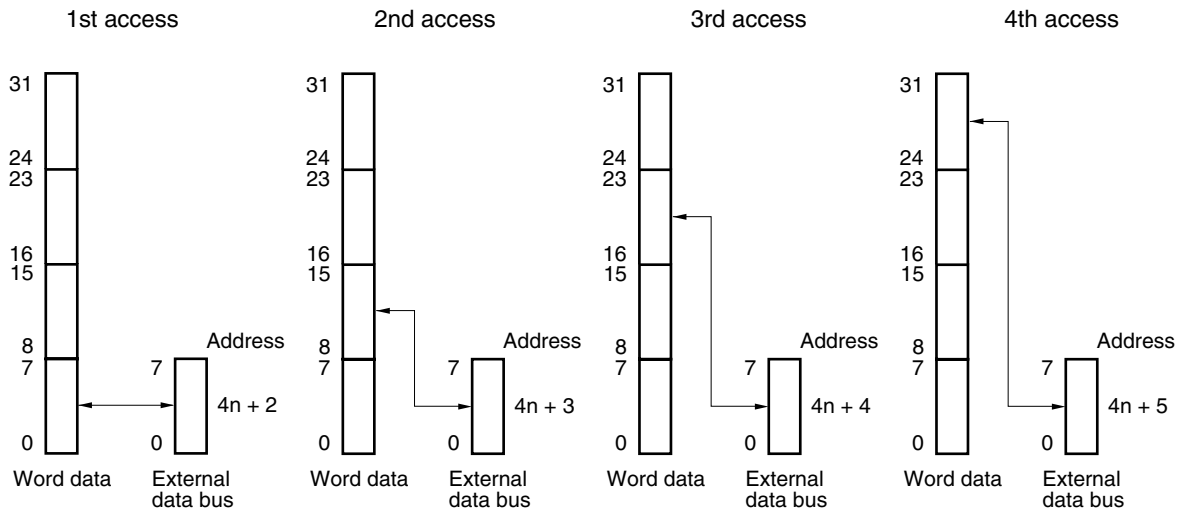 1st access
2nd access
3rd access
4th access
31
24
23
16
15
8
7
0
Word data
Address
7
4n + 2
0
External
data bus
31
24
23
16
15
8
7
0
Word data
Address
7
4n + 3
0
External
data bus
31
24
23
16
15
8
7
0
Word data
Address
7
4n + 4
0
External
data bus
31
24
23
16
15
8
7
0
Word data
Address
7
4n + 5
0
External
data bus